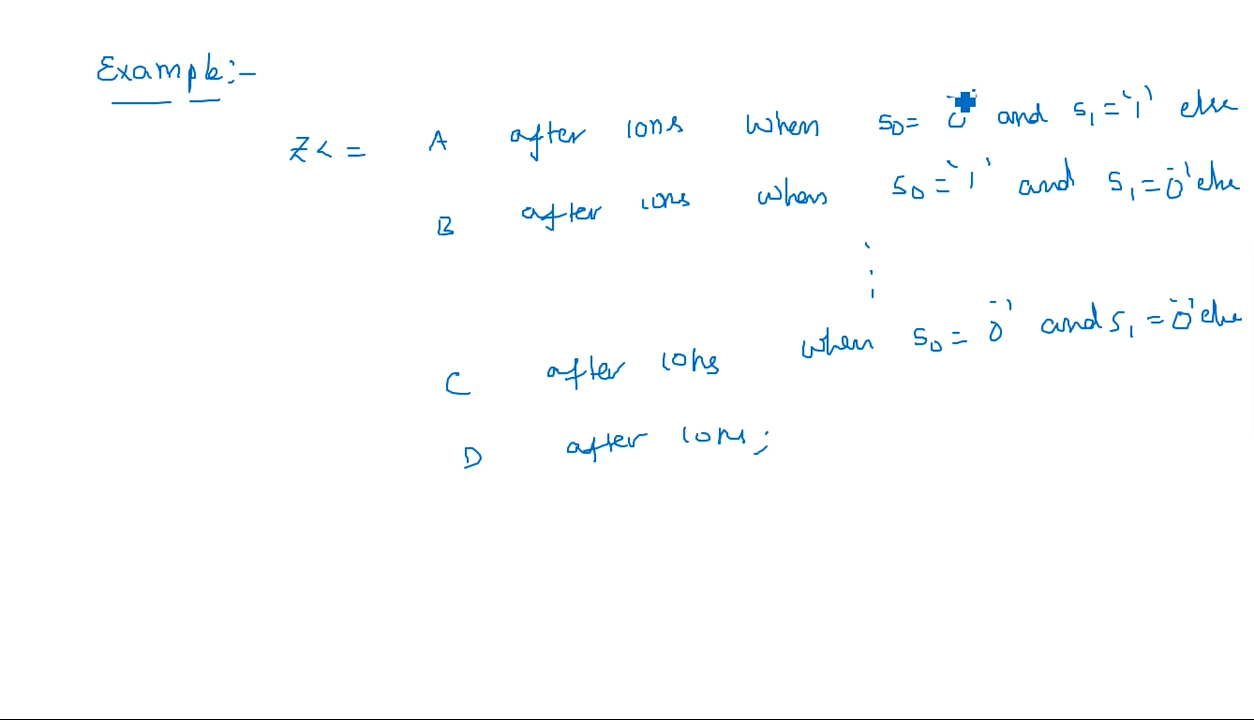 Example:-
Z <= A after 10ns when S0= '0' and S1='1' else
B after 10ns when S0='1' and S1='0' else
⋮
C after 10ns when S0='0' and S1='0' else
D after 10ns;